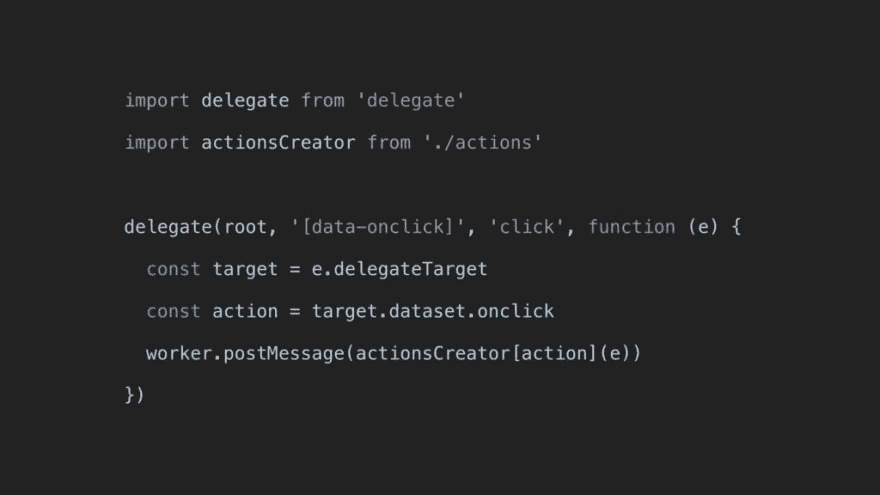 import delegate from 'delegate'
import actionsCreator from './actions'
delegate(root, '[data-onclick]', 'click', function (e) {
  const target = e.delegateTarget
  const action = target.dataset.onclick
  worker.postMessage(actionsCreator[action](e))
})